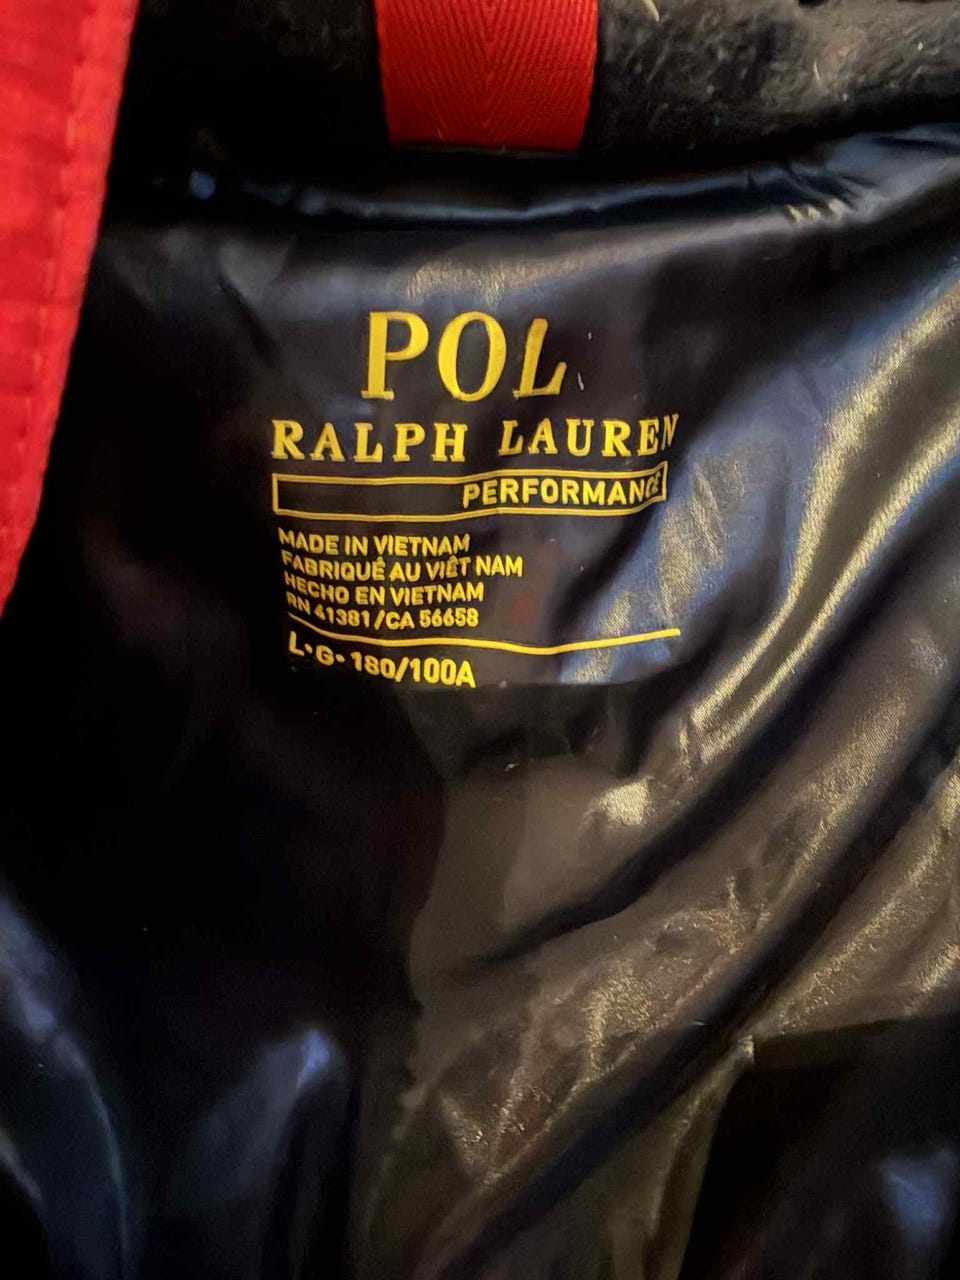 POL
RALPH LAUREN
PERFORMANCE
MADE IN VIETNAM
FABRIQUÉ AU VIÊT NAM
HECHO EN VIETNAM
RN 41381/CA 56658
L•G•180/100A